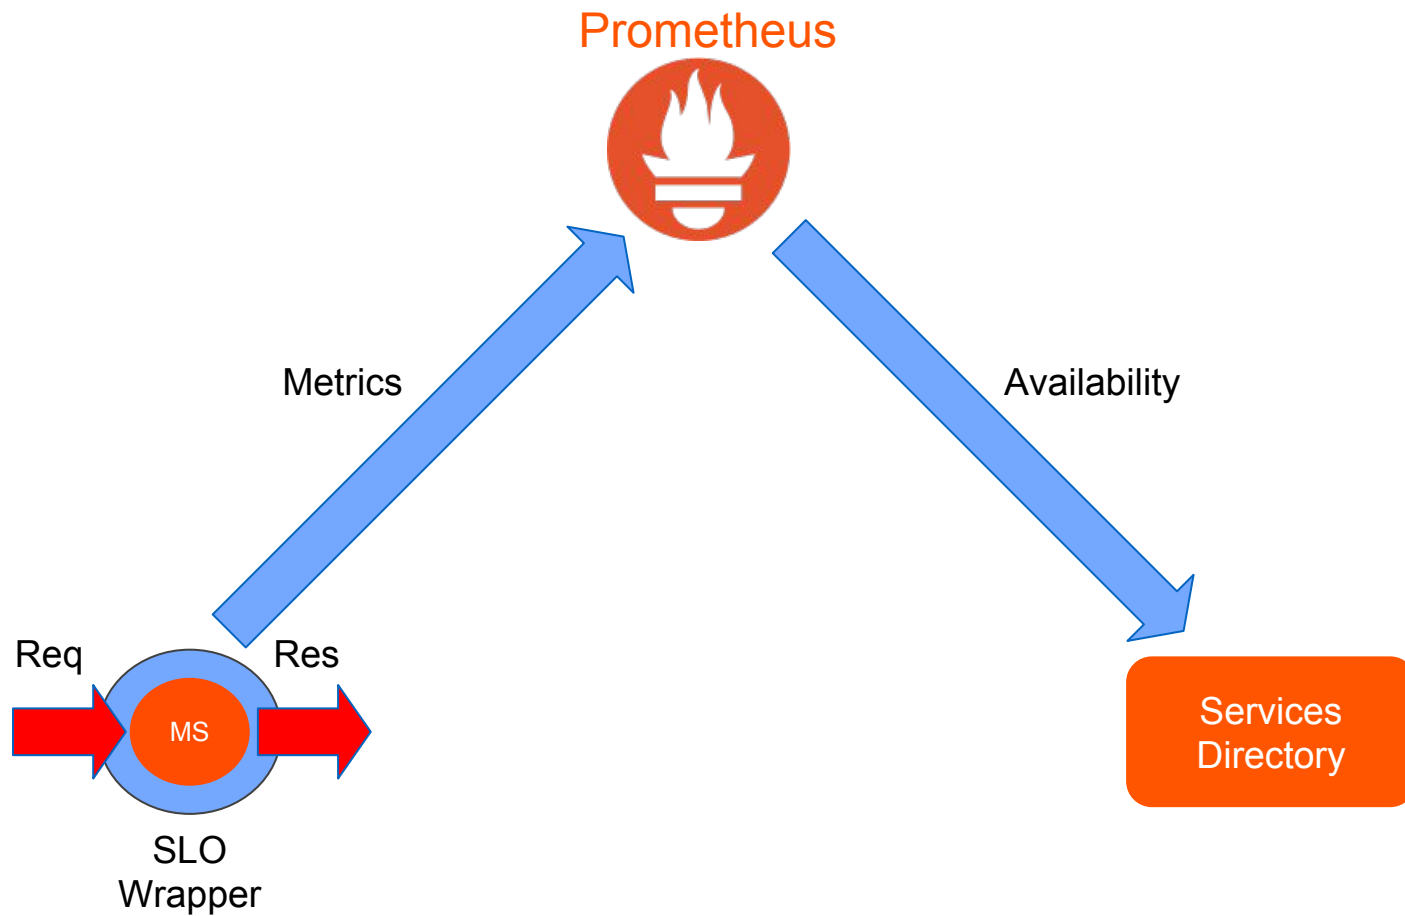 Prometheus
Metrics
Availability
Req
Res
MS
SLO
Wrapper
Services
Directory